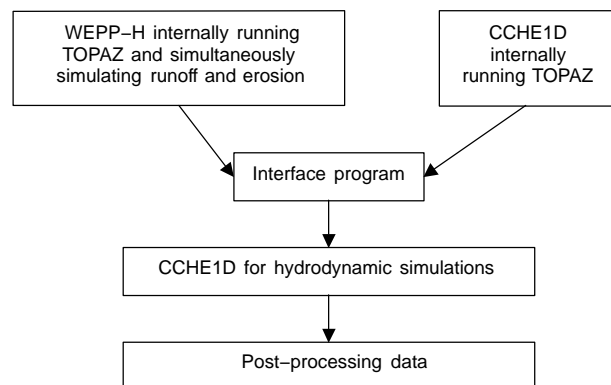 WEPP−H internally running
TOPAZ and simultaneously
simulating runoff and erosion
CCHE1D
internally
running TOPAZ
Interface program
CCHE1D for hydrodynamic simulations
Post−processing data